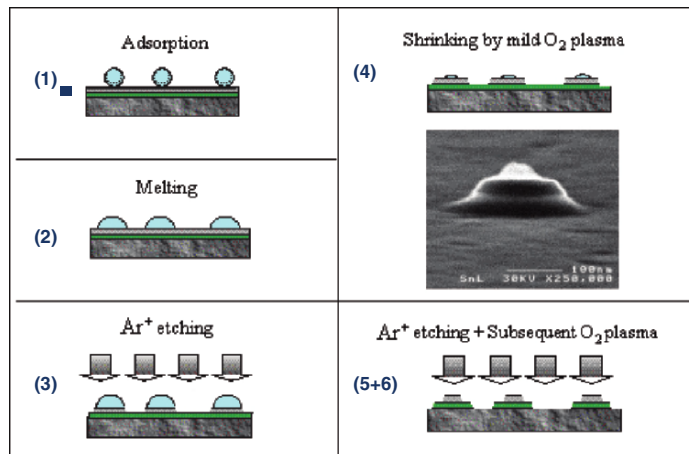 Adsorption
(1)
Melting
(2)
Ar+ etching
(3)
Shrinking by mild O2 plasma
(4)
100nm
SnL 30KV X250,000
Ar+ etching + Subsequent O2 plasma
(5+6)